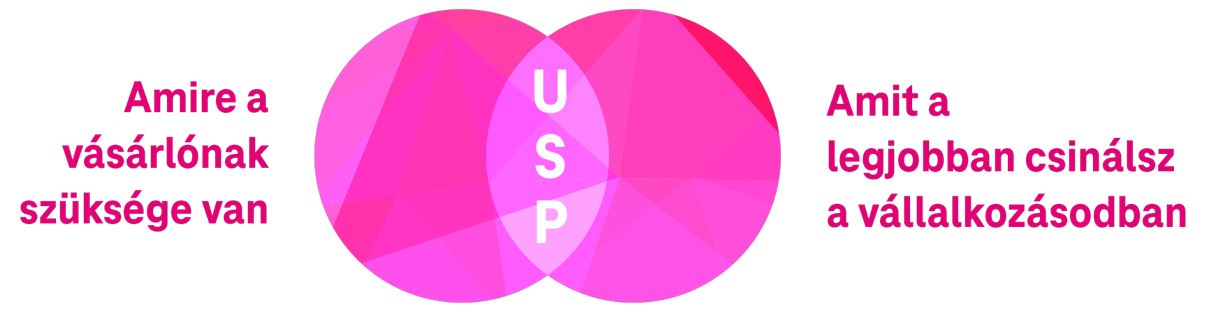 Amire a
vásárlónak
szüksége van
U
S
P
Amit a
legjobban csinálsz
a vállalkozásodban